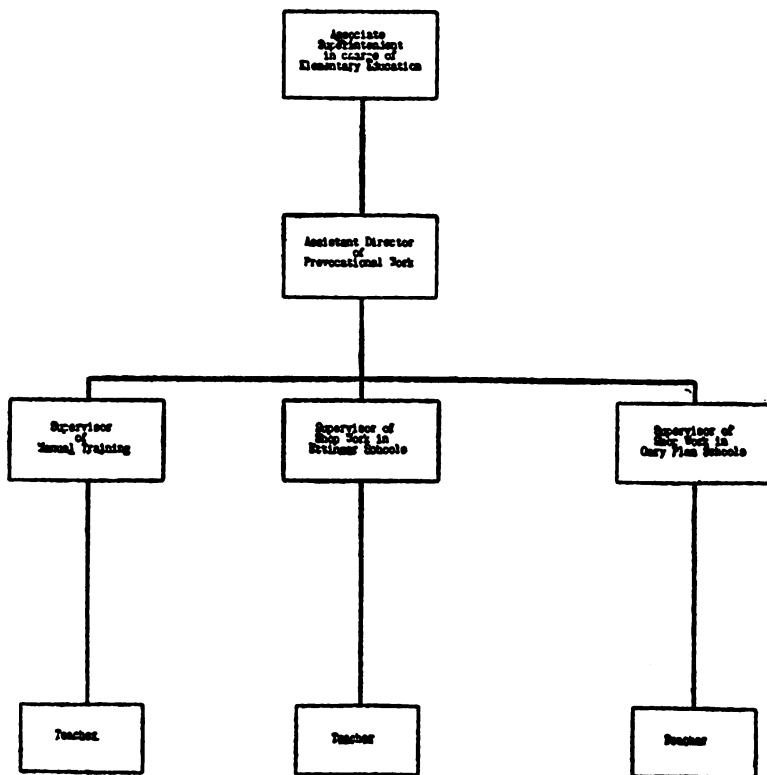 Associate
Superintendent
in charge of
Elementary Education
Assistant Director
of
Prevocational Work
Supervisor
of
Manual Training
Supervisor of
Shop Work in
Ettinger Schools
Supervisor of
Shop Work in
Gary Plan Schools
Teacher
Teacher
Teacher